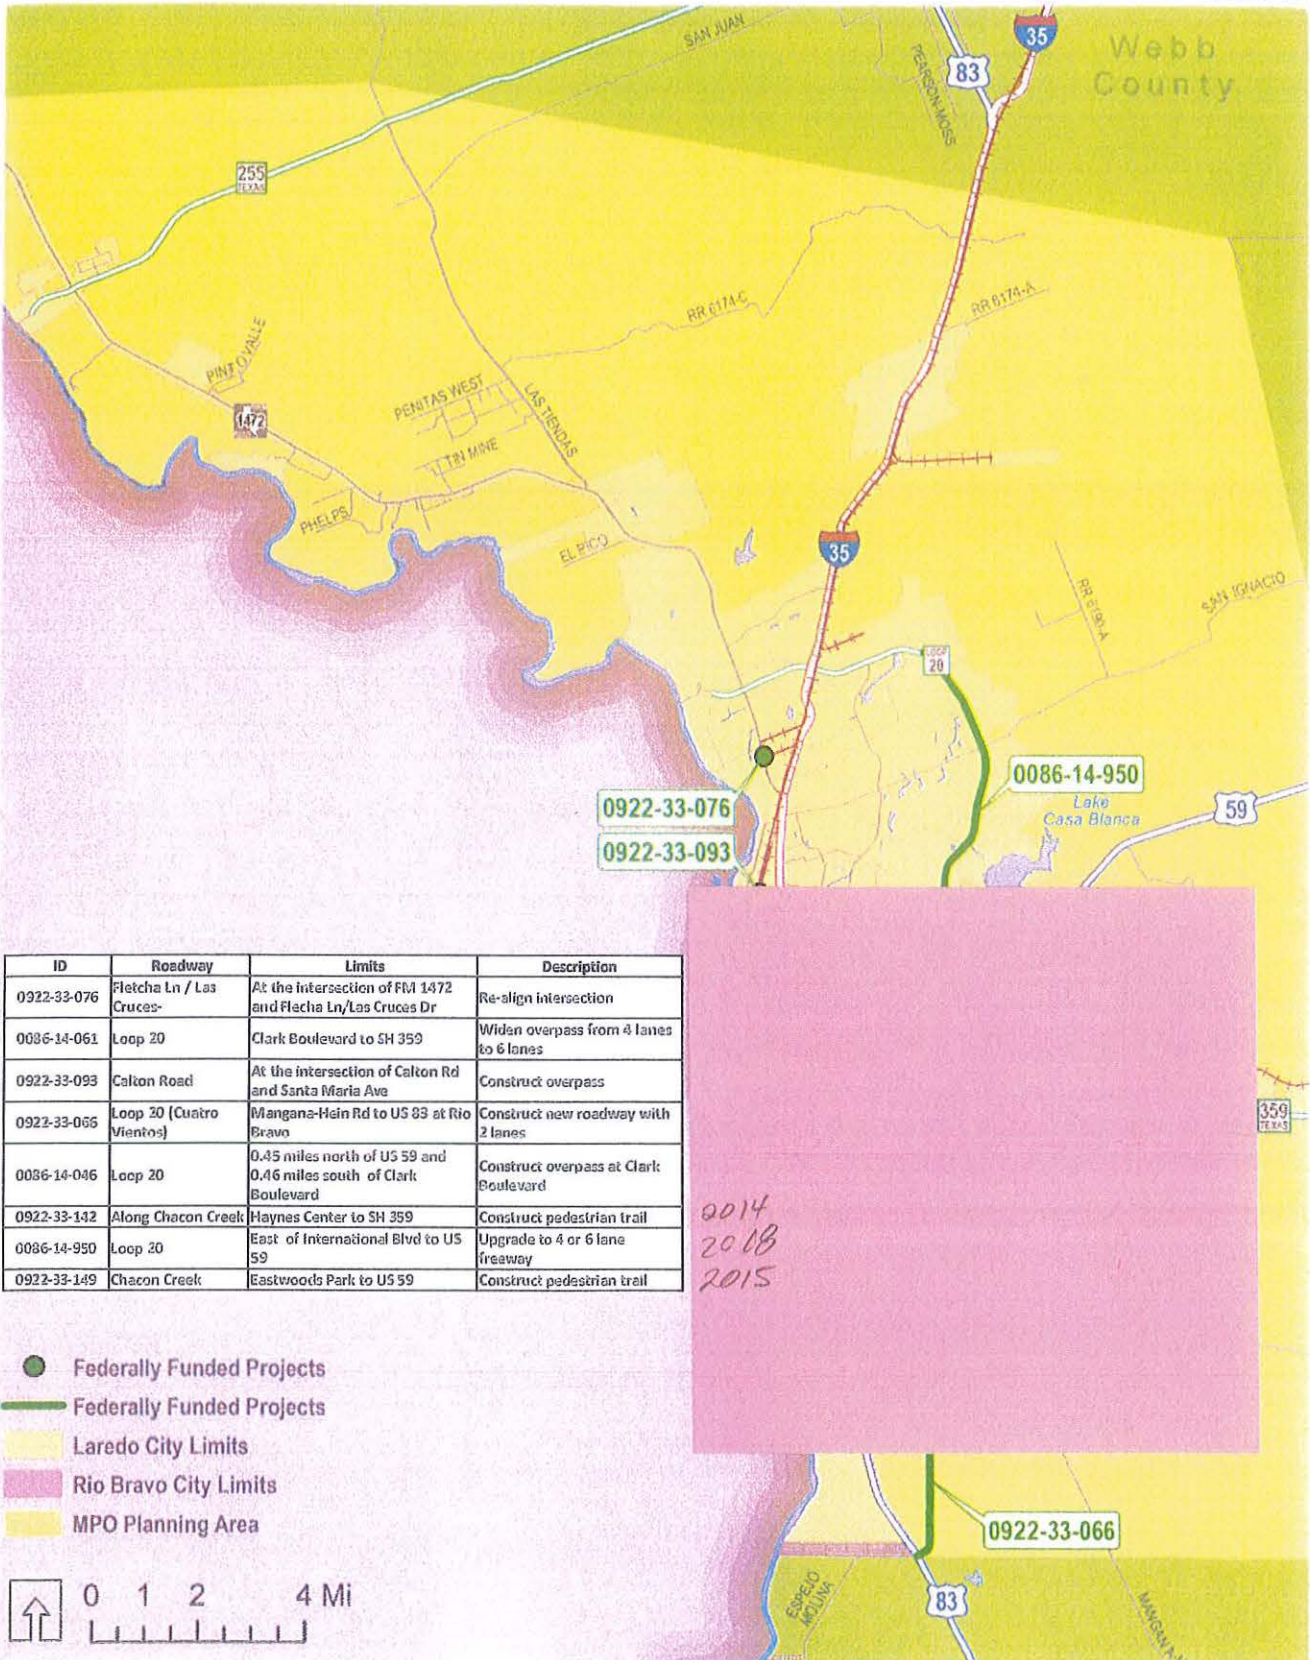 SAN JUAN
35
Webb
County
83
PEARSON-MOSS
255
TEXAS
RR 6174-C
RR 6174-A
PINTO VALLE
1472
PENITAS WEST
LAS TIENDAS
TIN MINE
PHELPS
EL PICO
35
RR 6190-A
SAN IGNACIO
LOOP
20
0086-14-950
0922-33-076
Lake
Casa Blanca
59
0922-33-093
ID Roadway Limits Description
0922-33-076 Fletcha Ln / Las Cruces- At the intersection of FM 1472 and Flecha Ln/Las Cruces Dr Re-align intersection
0086-14-061 Loop 20 Clark Boulevard to SH 359 Widen overpass from 4 lanes to 6 lanes
0922-33-093 Calton Road At the intersection of Calton Rd and Santa Maria Ave Construct overpass
0922-33-066 Loop 20 (Cuatro Vientos) Mangana-Hein Rd to US 83 at Rio Bravo Construct new roadway with 2 lanes
0086-14-046 Loop 20 0.45 miles north of US 59 and 0.46 miles south of Clark Boulevard Construct overpass at Clark Boulevard
0922-33-142 Along Chacon Creek Haynes Center to SH 359 Construct pedestrian trail
0086-14-950 Loop 20 East of International Blvd to US 59 Upgrade to 4 or 6 lane freeway
0922-33-149 Chacon Creek Eastwoods Park to US 59 Construct pedestrian trail
359
TEXAS
2014
2018
2015
Federally Funded Projects
Federally Funded Projects
Laredo City Limits
Rio Bravo City Limits
MPO Planning Area
0922-33-066
0 1 2 4 Mi
ESPEJO
MOLINA
83